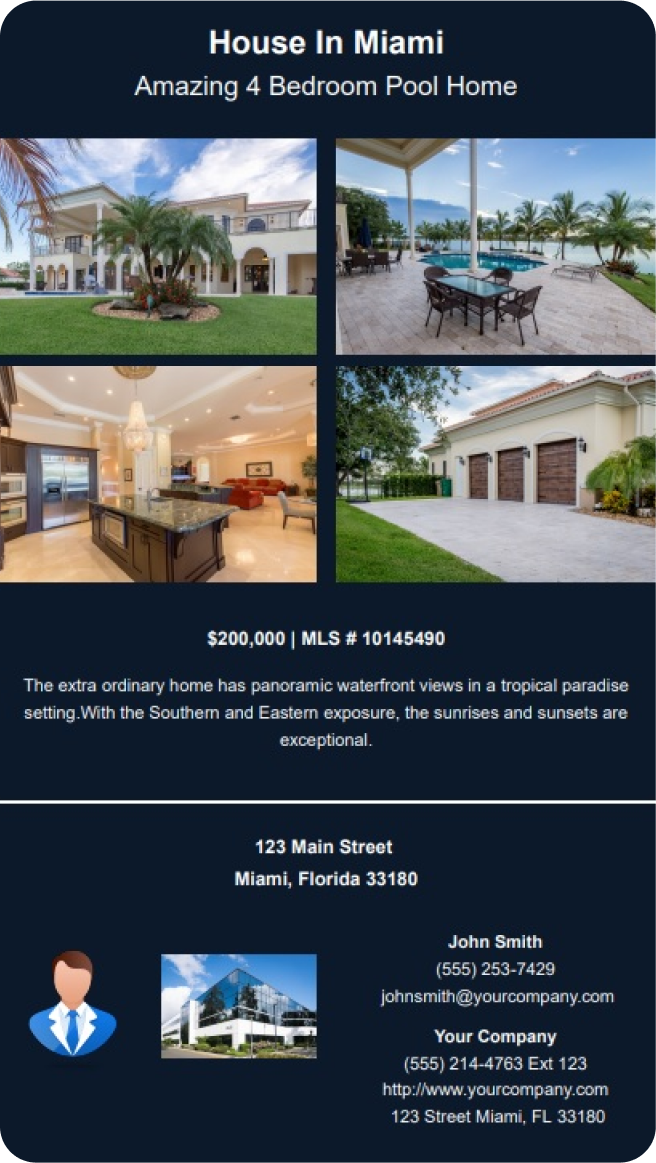 House In Miami
Amazing 4 Bedroom Pool Home
$200,000 | MLS # 10145490
The extra ordinary home has panoramic waterfront views in a tropical paradise
setting.With the Southern and Eastern exposure, the sunrises and sunsets are
exceptional.
123 Main Street
Miami, Florida 33180
John Smith
(555) 253-7429
johnsmith@yourcompany.com
Your Company
(555) 214-4763 Ext 123
http://www.yourcompany.com
123 Street Miami, FL 33180